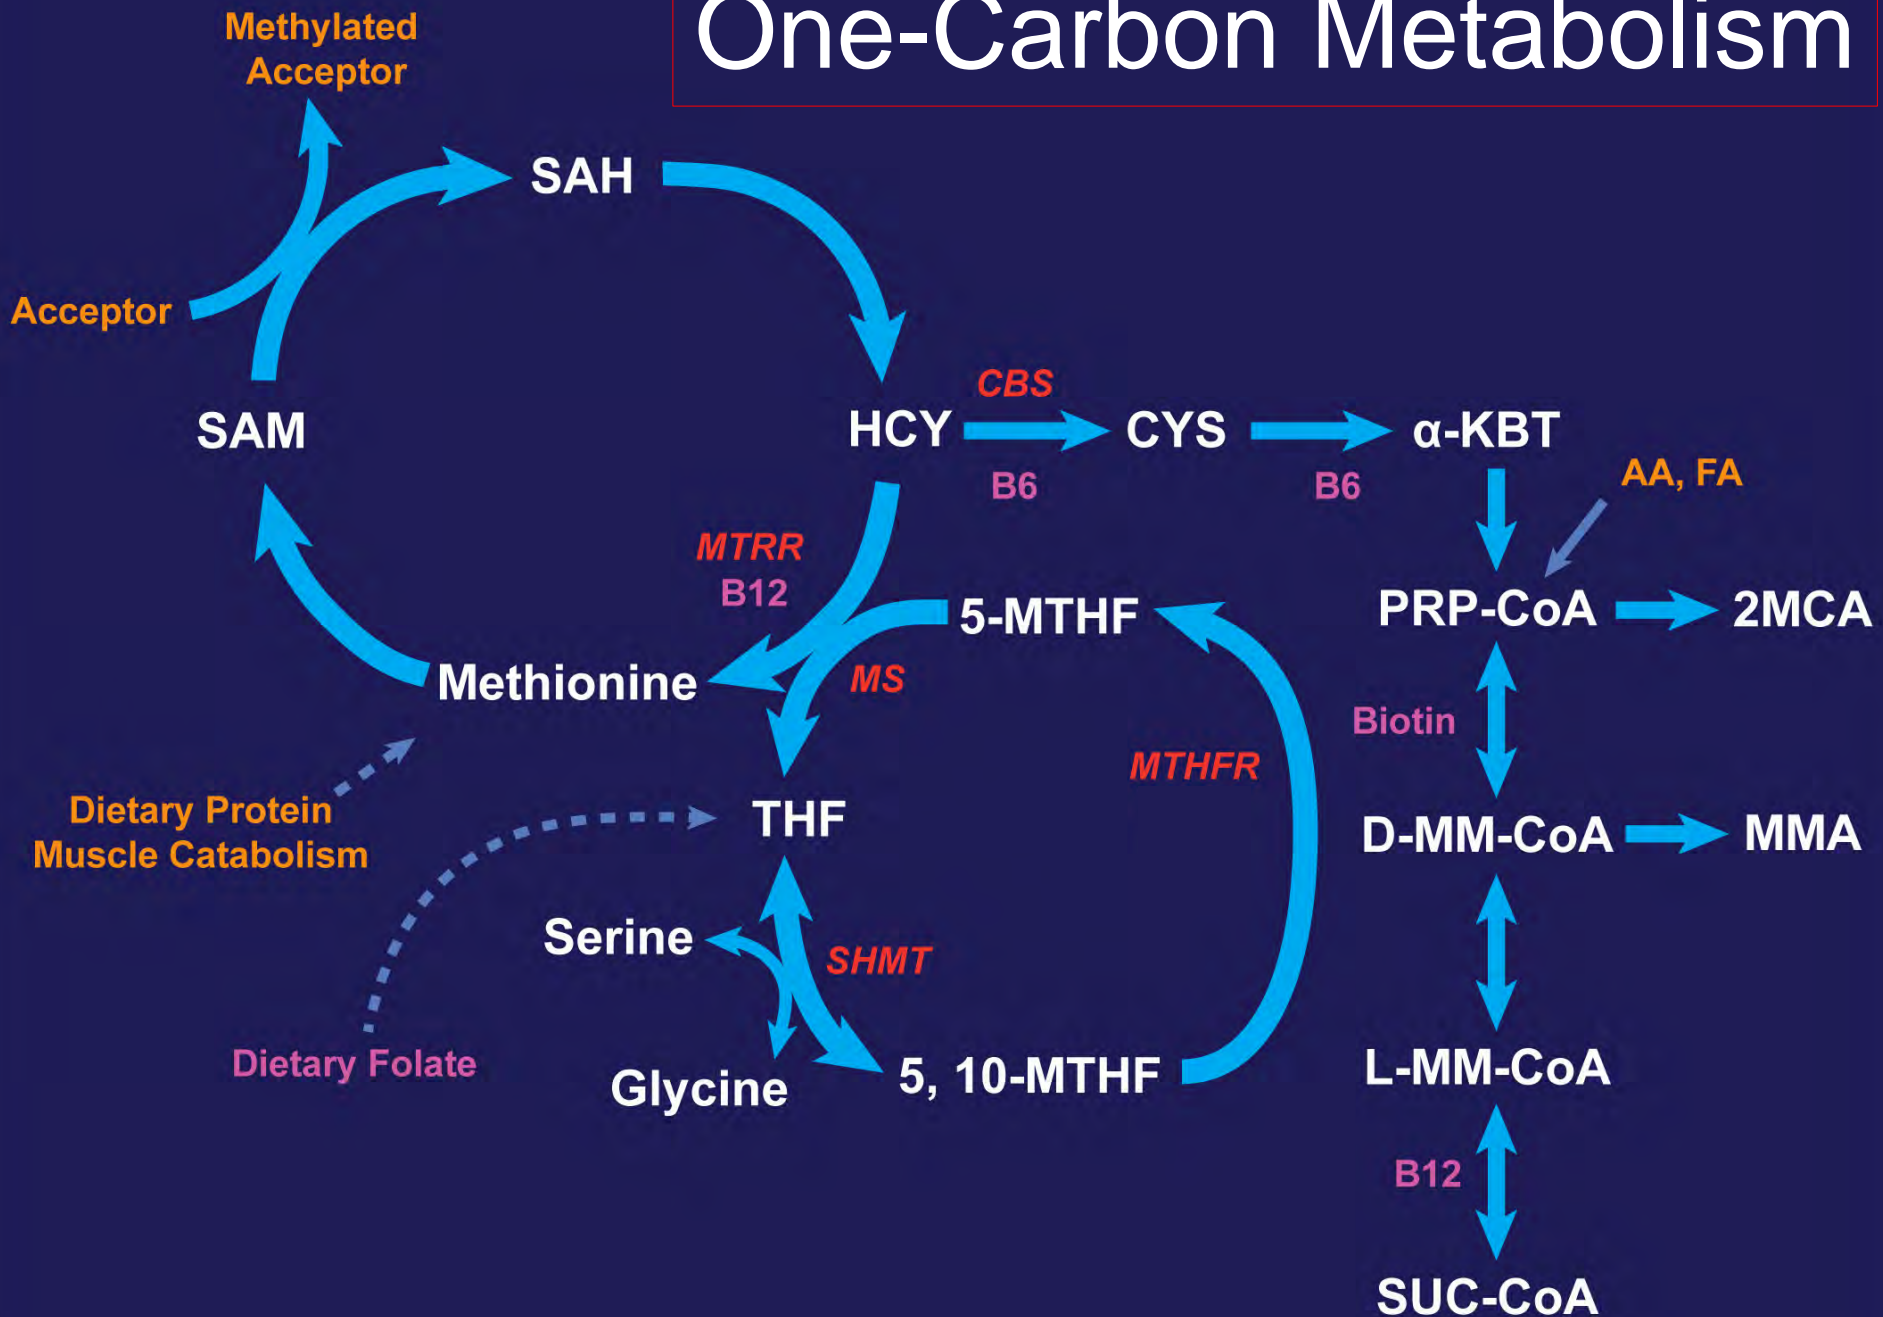 One-Carbon Metabolism
Methylated
Acceptor
SAH
Acceptor
SAM
HCY
CBS
B6
CYS
B6
α-KBT
AA, FA
MTRR
B12
5-MTHF
PRP-CoA
2MCA
Methionine
MS
Biotin
MTHFR
Dietary Protein
Muscle Catabolism
THF
D-MM-CoA
MMA
Serine
SHMT
Dietary Folate
Glycine
5, 10-MTHF
L-MM-CoA
B12
SUC-CoA